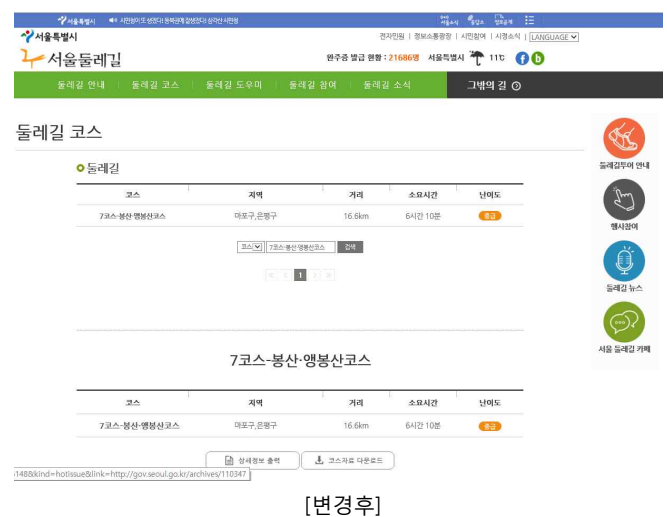 서울특별시
서울특별시
전자민원 | 정보소통광장 | 시민참여 | 시정소식 | LANGUAGE
서울둘레길
완주증 발급 현황 : 21686명 서울특별시 11℃
둘레길 안내 둘레길 코스 둘레길 도우미 둘레길 참여 둘레길 소식 그밖의 길
둘레길 코스
둘레길
둘레길투어 안내
코스 지역 거리 소요시간 난이도
7코스-봉산·앵봉산코스 마포구,은평구 16.6km 6시간 10분 중급
행사참여
코스 7코스-봉산·앵봉산코스 검색
1
둘레길 뉴스
서울 둘레길 카페
7코스-봉산·앵봉산코스
코스 지역 거리 소요시간 난이도
7코스-봉산·앵봉산코스 마포구,은평구 16.6km 6시간 10분 중급
상세정보 출력 코스자료 다운로드
1488&kind=hotissue&link=http://gov.seoul.go.kr/archives/110347
[변경후]